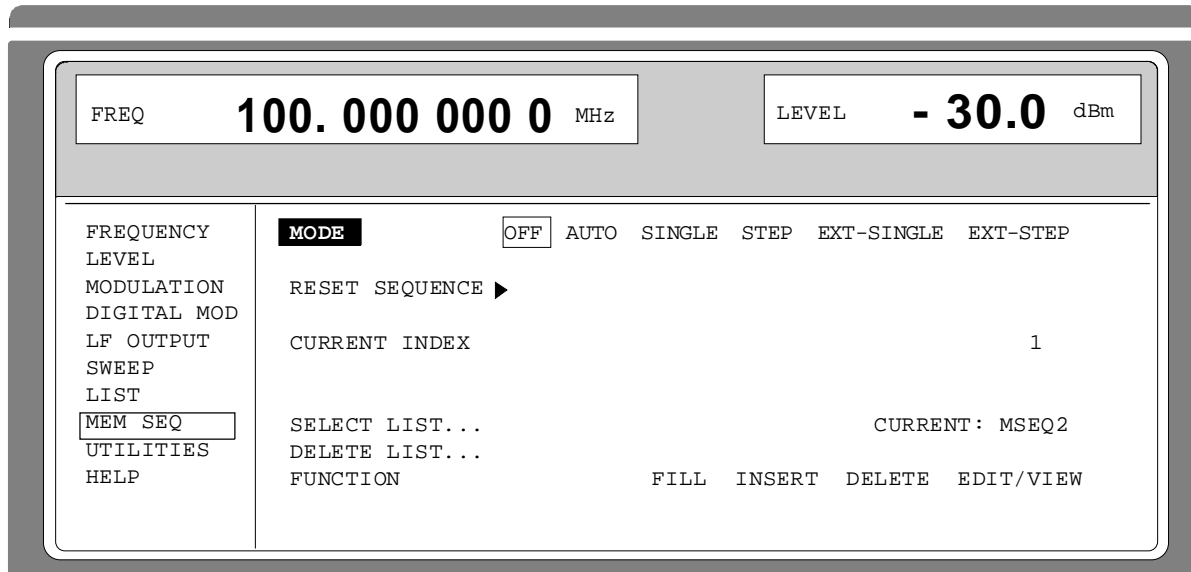 FREQ 100. 000 000 0 MHz LEVEL - 30.0 dBm
FREQUENCY
LEVEL
MODULATION
DIGITAL MOD
LF OUTPUT
SWEEP
LIST
MEM SEQ
UTILITIES
HELP
MODE OFF AUTO SINGLE STEP EXT-SINGLE EXT-STEP
RESET SEQUENCE
CURRENT INDEX 1
SELECT LIST... CURRENT: MSEQ2
DELETE LIST...
FUNCTION FILL INSERT DELETE EDIT/VIEW